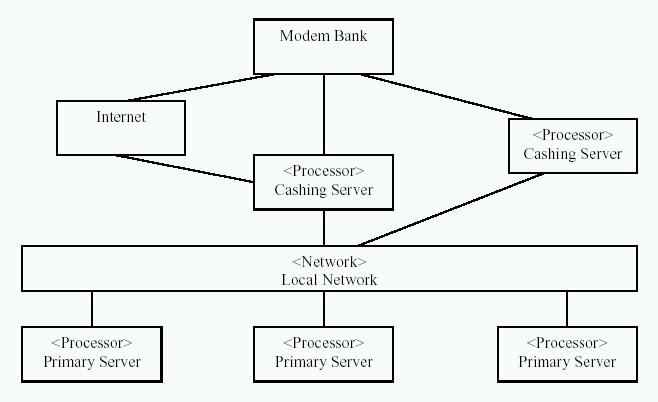 Modem Bank
Internet
<Processor>
Cashing Server
<Processor>
Cashing Server
<Network>
Local Network
<Processor>
Primary Server
<Processor>
Primary Server
<Processor>
Primary Server